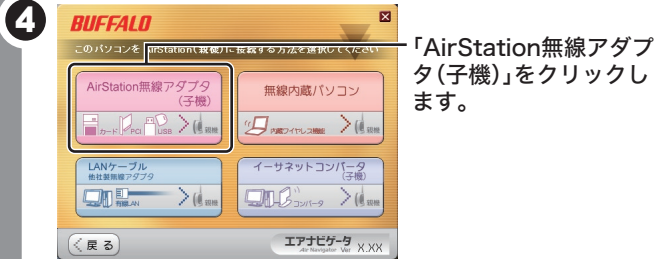 4
BUFFALO
このパソコンを AirStation(親機)に接続する方法を選択してください
AirStation無線アダプタ
(子機)
カード PCI USB 親機
無線内蔵パソコン
内蔵ワイヤレス機能 親機
LANケーブル
他社製無線アダプタ
有線LAN 親機
イーサネットコンバータ
(子機)
コンバータ 親機
戻る
エアナビゲータ
Air Navigator Ver X.XX
「AirStation無線アダプ
タ(子機)」をクリックし
ます。